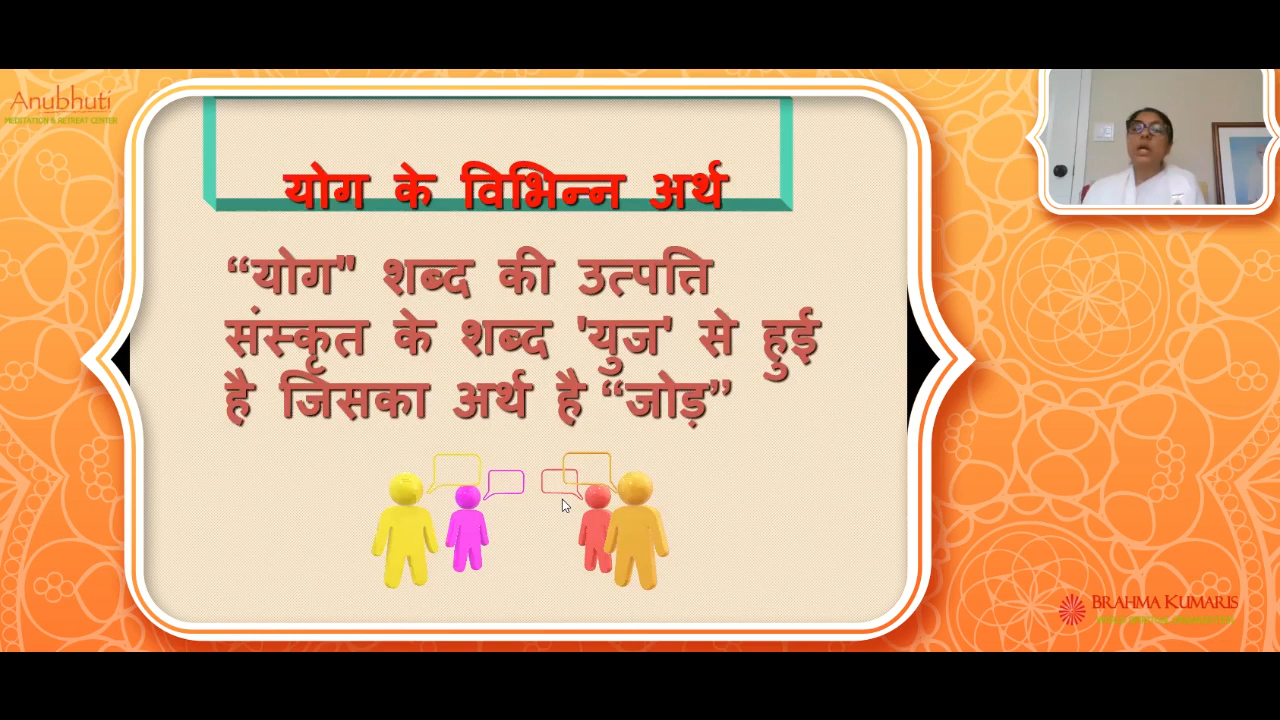 Anubhuti
MEDITATION & RETREAT CENTER
योग के विभिन्न अर्थ
“योग" शब्द की उत्पति
संस्कृत के शब्द 'युज' से हुई
है जिसका अर्थ है “जोड़”
BRAHMA KUMARIS